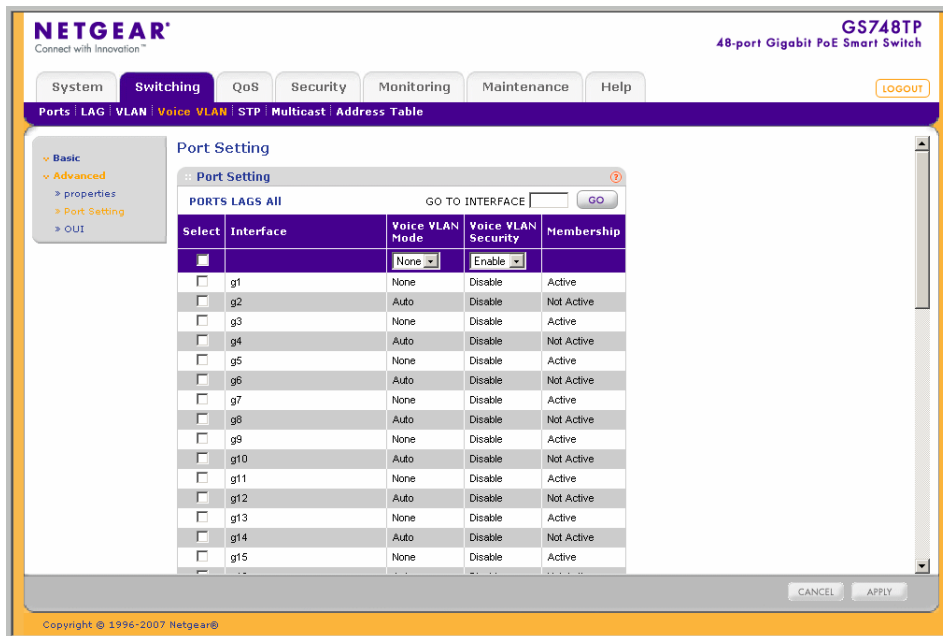 NETGEAR®
Connect with Innovation™
GS748TP
48-port Gigabit PoE Smart Switch
System Switching QoS Security Monitoring Maintenance Help
LOGOUT
Ports LAG VLAN Voice VLAN STP Multicast Address Table
Basic
Advanced
» properties
» Port Setting
» OUI
Port Setting
:: Port Setting ?
PORTS LAGS All GO TO INTERFACE GO
Select Interface Voice VLAN Mode Voice VLAN Security Membership
None Enable
g1 None Disable Active
g2 Auto Disable Not Active
g3 None Disable Active
g4 Auto Disable Not Active
g5 None Disable Active
g6 Auto Disable Not Active
g7 None Disable Active
g8 Auto Disable Not Active
g9 None Disable Active
g10 Auto Disable Not Active
g11 None Disable Active
g12 Auto Disable Not Active
g13 None Disable Active
g14 Auto Disable Not Active
g15 None Disable Active
CANCEL APPLY
Copyright © 1996-2007 Netgear®